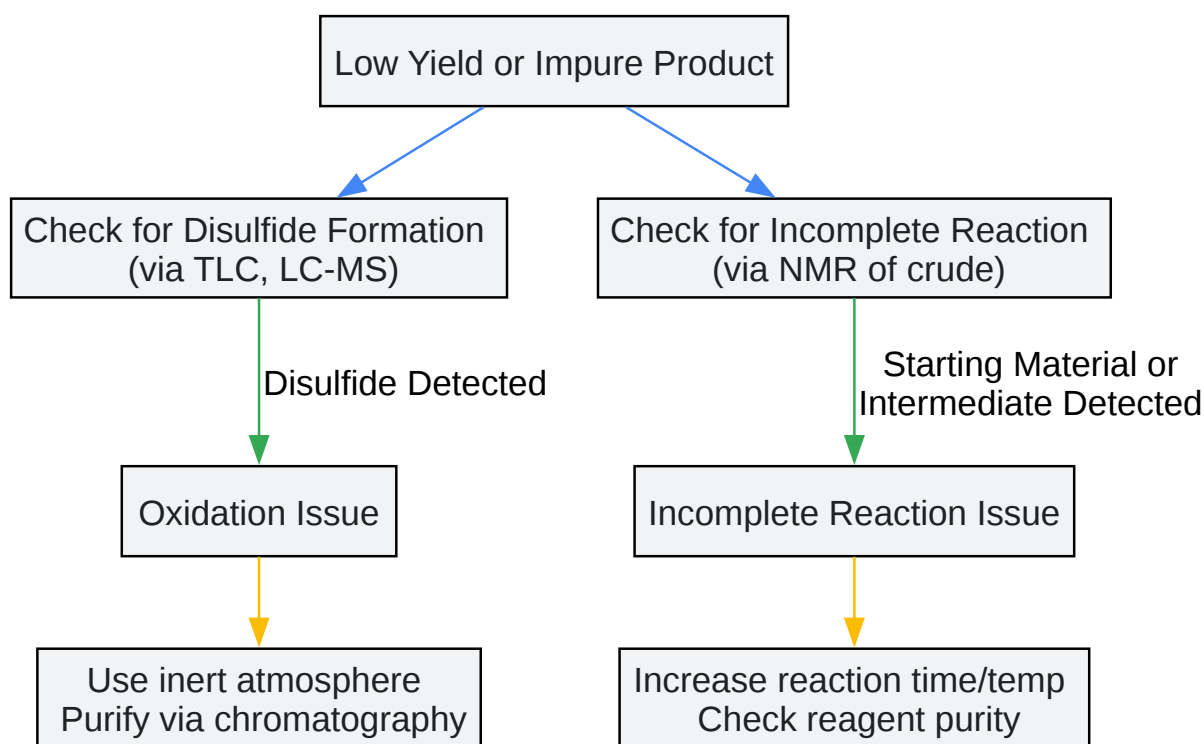 Low Yield or Impure Product
Check for Disulfide Formation
(via TLC, LC-MS)
Check for Incomplete Reaction
(via NMR of crude)
Disulfide Detected
Starting Material or
Intermediate Detected
Oxidation Issue
Incomplete Reaction Issue
Use inert atmosphere
Purify via chromatography
Increase reaction time/temp
Check reagent purity